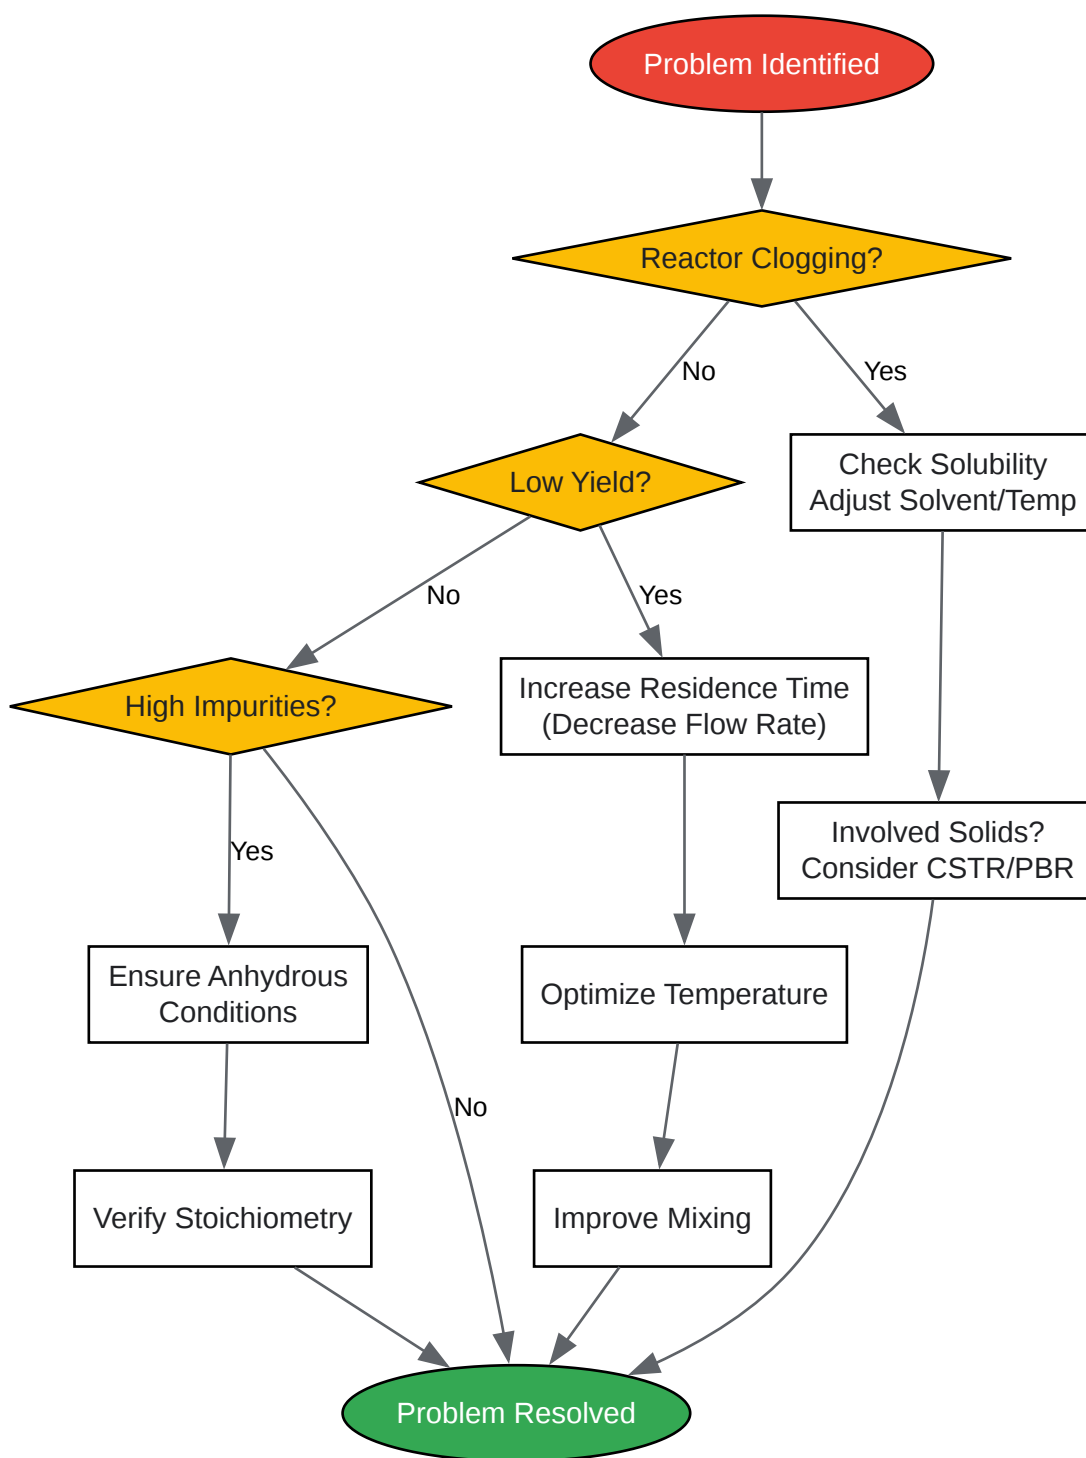 Problem Identified
Reactor Clogging?
No
Yes
Low Yield?
Check Solubility
Adjust Solvent/Temp
No
Yes
High Impurities?
Increase Residence Time
(Decrease Flow Rate)
Involved Solids?
Consider CSTR/PBR
Yes
Ensure Anhydrous
Conditions
Optimize Temperature
No
Verify Stoichiometry
Improve Mixing
Problem Resolved